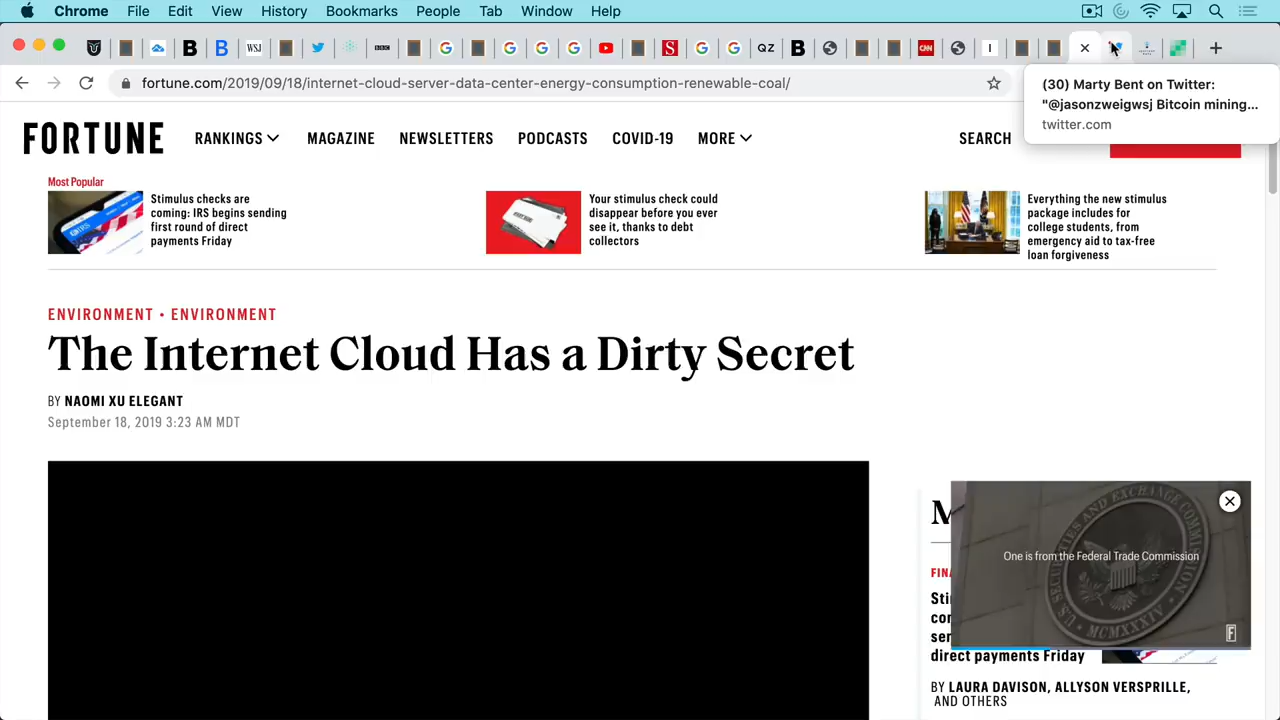 Chrome File Edit View History Bookmarks People Tab Window Help
fortune.com/2019/09/18/internet-cloud-server-data-center-energy-consumption-renewable-coal/
(30) Marty Bent on Twitter:
"@jasonzweigwsj Bitcoin mining...
twitter.com
FORTUNE RANKINGS MAGAZINE NEWSLETTERS PODCASTS COVID-19 MORE SEARCH
Most Popular
Stimulus checks are
coming: IRS begins sending
first round of direct
payments Friday
Your stimulus check could
disappear before you ever
see it, thanks to debt
collectors
Everything the new stimulus
package includes for
college students, from
emergency aid to tax-free
loan forgiveness
ENVIRONMENT • ENVIRONMENT
The Internet Cloud Has a Dirty Secret
BY NAOMI XU ELEGANT
September 18, 2019 3:23 AM MDT
One is from the Federal Trade Commission
direct payments Friday
BY LAURA DAVISON, ALLYSON VERSPRILLE,
AND OTHERS